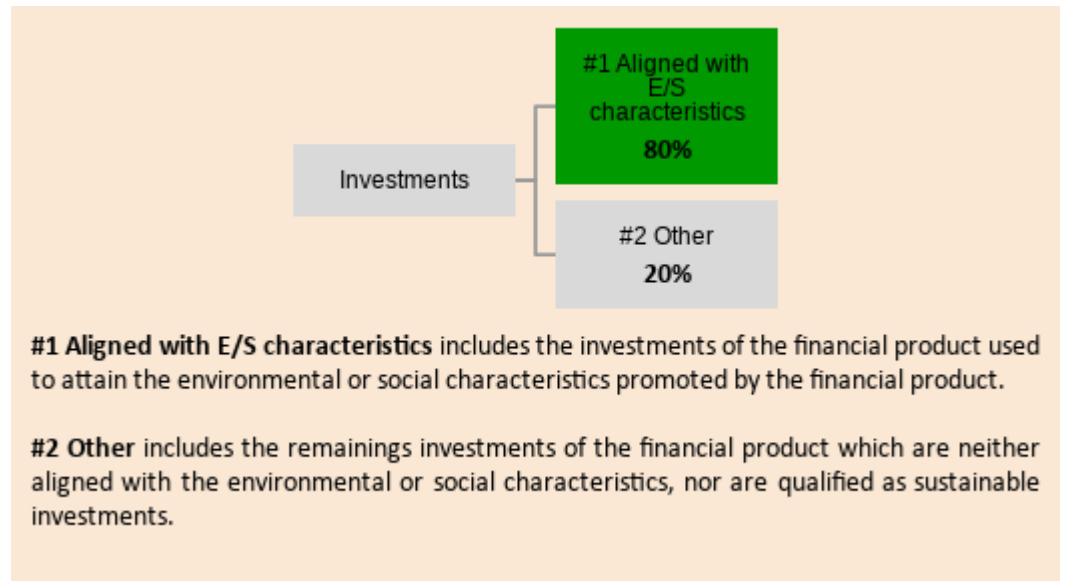 #1 Aligned with
E/S
characteristics
80%
Investments
#2 Other
20%
#1 Aligned with E/S characteristics includes the investments of the financial product used
to attain the environmental or social characteristics promoted by the financial product.
#2 Other includes the remainings investments of the financial product which are neither
aligned with the environmental or social characteristics, nor are qualified as sustainable
investments.